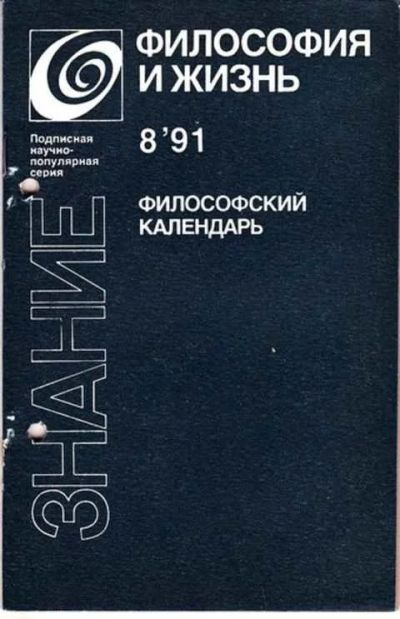 ФИЛОСОФИЯ
И ЖИЗНЬ
Подписная
научно-
популярная
серия
8'91
ФИЛОСОФСКИЙ
КАЛЕНДАРЬ
ЗНАНИЕ